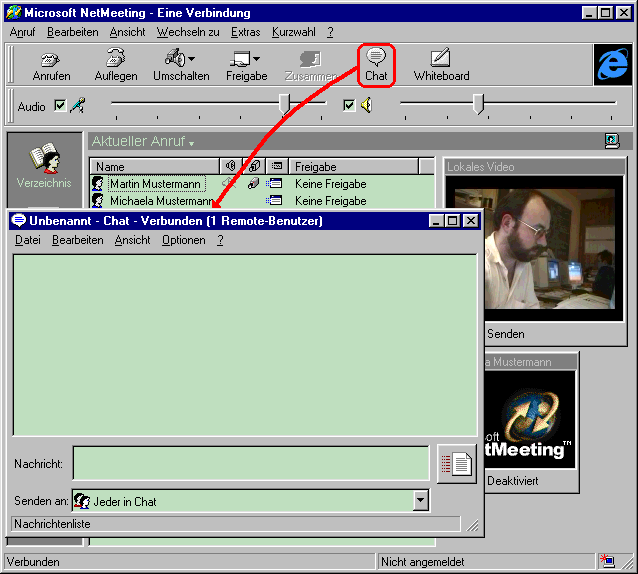 Microsoft NetMeeting - Eine Verbindung
Anruf Bearbeiten Ansicht Wechseln zu Extras Kurzwahl ?
Anrufen Auflegen Umschalten Freigabe Zusammen Chat Whiteboard
Audio
Aktueller Anruf
Verzeichnis
Name Freigabe
Martin Mustermann Keine Freigabe
Michaela Mustermann Keine Freigabe
Lokales Video
Senden
Unbenannt - Chat - Verbunden (1 Remote-Benutzer)
Datei Bearbeiten Ansicht Optionen ?
Nachricht:
Senden an: Jeder in Chat
Nachrichtenliste
a Mustermann
soft
tMeeting™
Deaktiviert
Verbunden
Nicht angemeldet